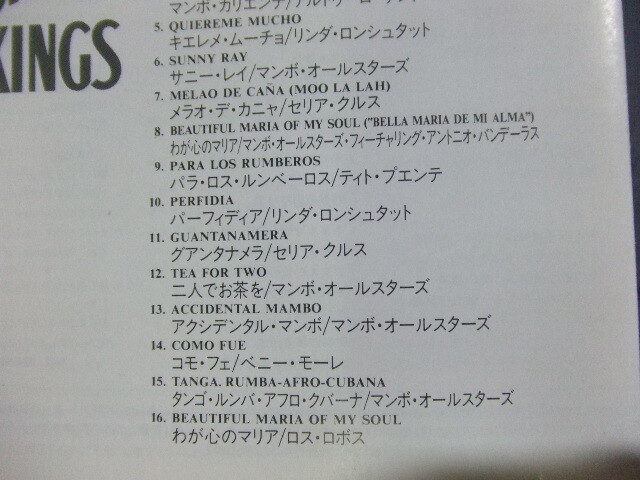 KINGS
マンボ・カリエンテ/アルトゥーロ・サンドバル
5. QUIEREME MUCHO
キエレメ・ムーチョ/リンダ・ロンシュタット
6. SUNNY RAY
サニー・レイ/マンボ・オールスターズ
7. MELAO DE CAÑA (MOO LA LAH)
メラオ・デ・カニャ/セリア・クルス
8. BEAUTIFUL MARIA OF MY SOUL ("BELLA MARIA DE MI ALMA")
わが心のマリア/マンボ・オールスターズ・フィーチャリング・アントニオ・バンデーラス
9. PARA LOS RUMBEROS
パラ・ロス・ルンベーロス/ティト・プエンテ
10. PERFIDIA
パーフィディア/リンダ・ロンシュタット
11. GUANTANAMERA
グアンタナメラ/セリア・クルス
12. TEA FOR TWO
二人でお茶を/マンボ・オールスターズ
13. ACCIDENTAL MAMBO
アクシデンタル・マンボ/マンボ・オールスターズ
14. COMO FUE
コモ・フェ/ベニー・モーレ
15. TANGA, RUMBA-AFRO-CUBANA
タンゴ・ルンバ・アフロ・クバーナ/マンボ・オールスターズ
16. BEAUTIFUL MARIA OF MY SOUL
わが心のマリア/ロス・ロボス